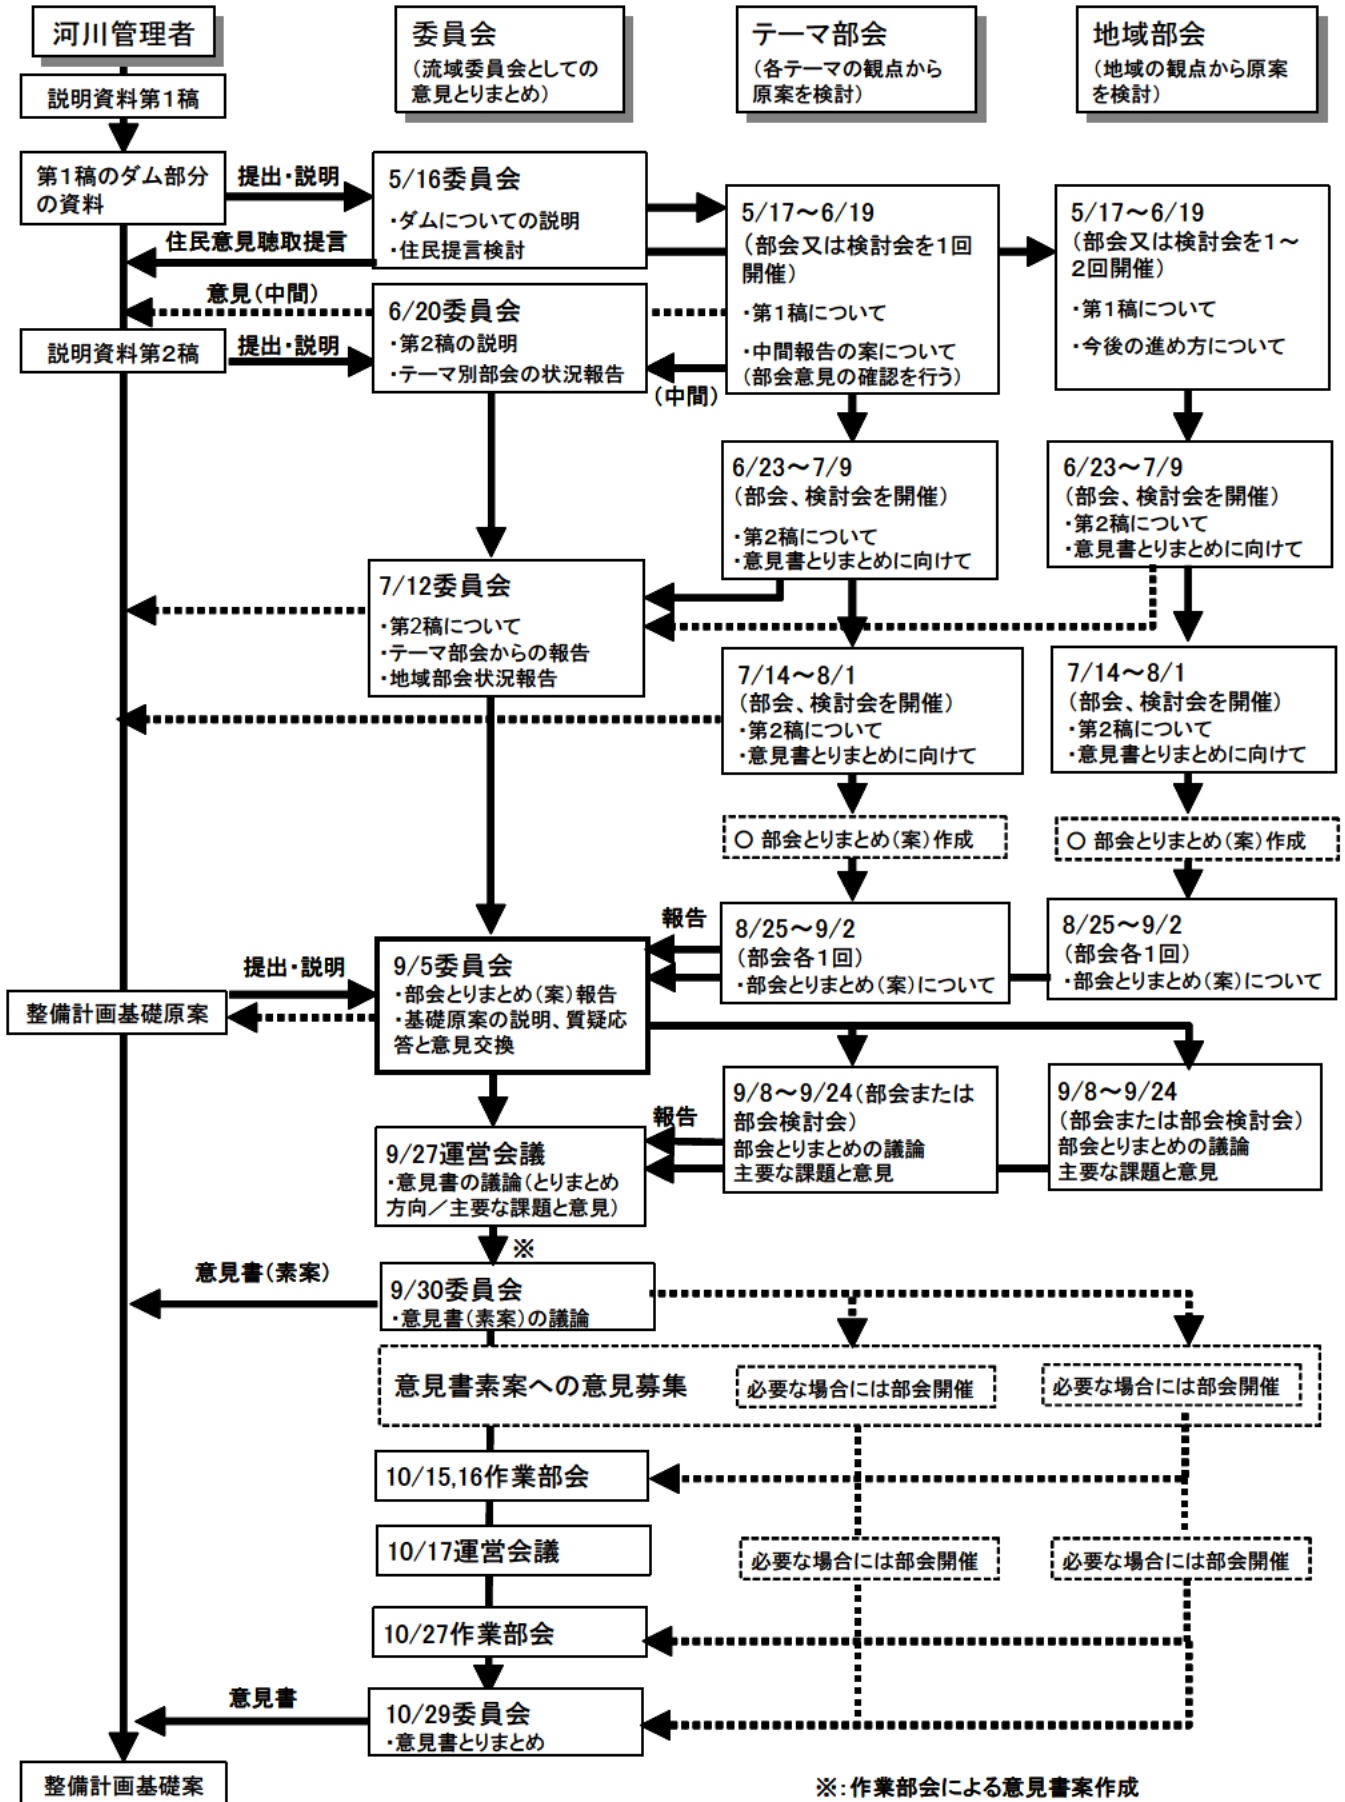 河川管理者
委員会
（流域委員会としての
意見とりまとめ）
テーマ部会
（各テーマの観点から
原案を検討）
地域部会
（地域の観点から原案
を検討）
説明資料第１稿
第１稿のダム部分
の資料
提出・説明
5/16委員会
・ダムについての説明
・住民提言検討
住民意見聴取提言
5/17～6/19
（部会又は検討会を１回
開催）
・第１稿について
・中間報告の案について
（部会意見の確認を行う）
5/17～6/19
（部会又は検討会を１～
２回開催）
・第１稿について
・今後の進め方について
意見（中間）
6/20委員会
・第２稿の説明
・テーマ別部会の状況報告
説明資料第２稿
提出・説明
（中間）
6/23～7/9
（部会、検討会を開催）
・第２稿について
・意見書とりまとめに向けて
6/23～7/9
（部会、検討会を開催）
・第２稿について
・意見書とりまとめに向けて
7/12委員会
・第2稿について
・テーマ部会からの報告
・地域部会状況報告
7/14～8/1
（部会、検討会を開催）
・第２稿について
・意見書とりまとめに向けて
7/14～8/1
（部会、検討会を開催）
・第２稿について
・意見書とりまとめに向けて
○ 部会とりまとめ（案）作成
○ 部会とりまとめ（案）作成
報告
8/25～9/2
（部会各１回）
・部会とりまとめ（案）について
8/25～9/2
（部会各１回）
・部会とりまとめ（案）について
提出・説明
9/5委員会
・部会とりまとめ（案）報告
・基礎原案の説明、質疑応
答と意見交換
整備計画基礎原案
9/8～9/24（部会または
部会検討会）
部会とりまとめの議論
主要な課題と意見
9/8～9/24
（部会または部会検討会）
部会とりまとめの議論
主要な課題と意見
報告
9/27運営会議
・意見書の議論（とりまとめ
方向／主要な課題と意見）
※
意見書（素案）
9/30委員会
・意見書（素案）の議論
意見書素案への意見募集
必要な場合には部会開催
必要な場合には部会開催
10/15,16作業部会
10/17運営会議
必要な場合には部会開催
必要な場合には部会開催
10/27作業部会
意見書
10/29委員会
・意見書とりまとめ
整備計画基礎案
※：作業部会による意見書案作成